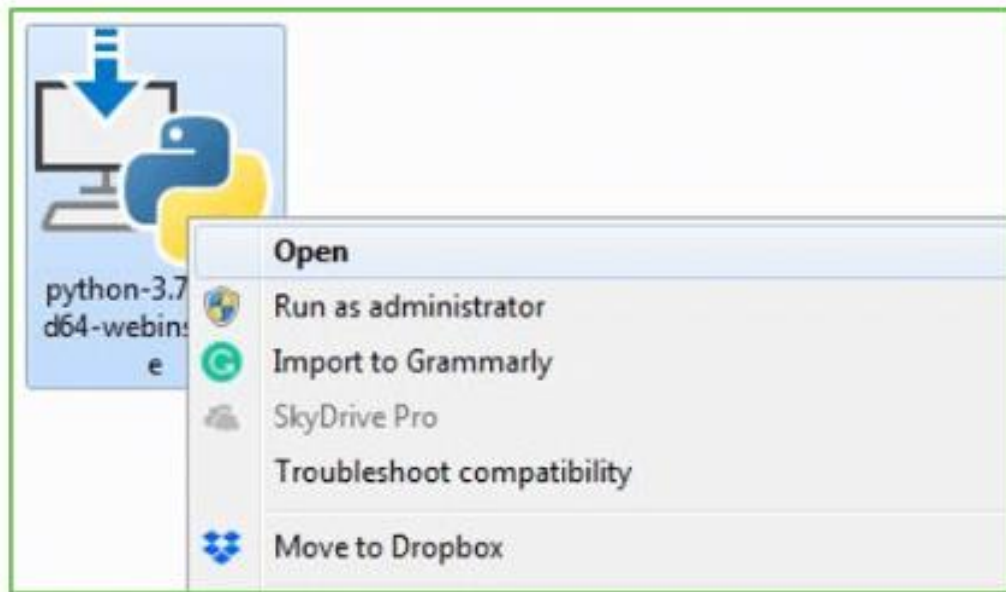 python-3.7
d64-webins
e
Open
Run as administrator
Import to Grammarly
SkyDrive Pro
Troubleshoot compatibility
Move to Dropbox